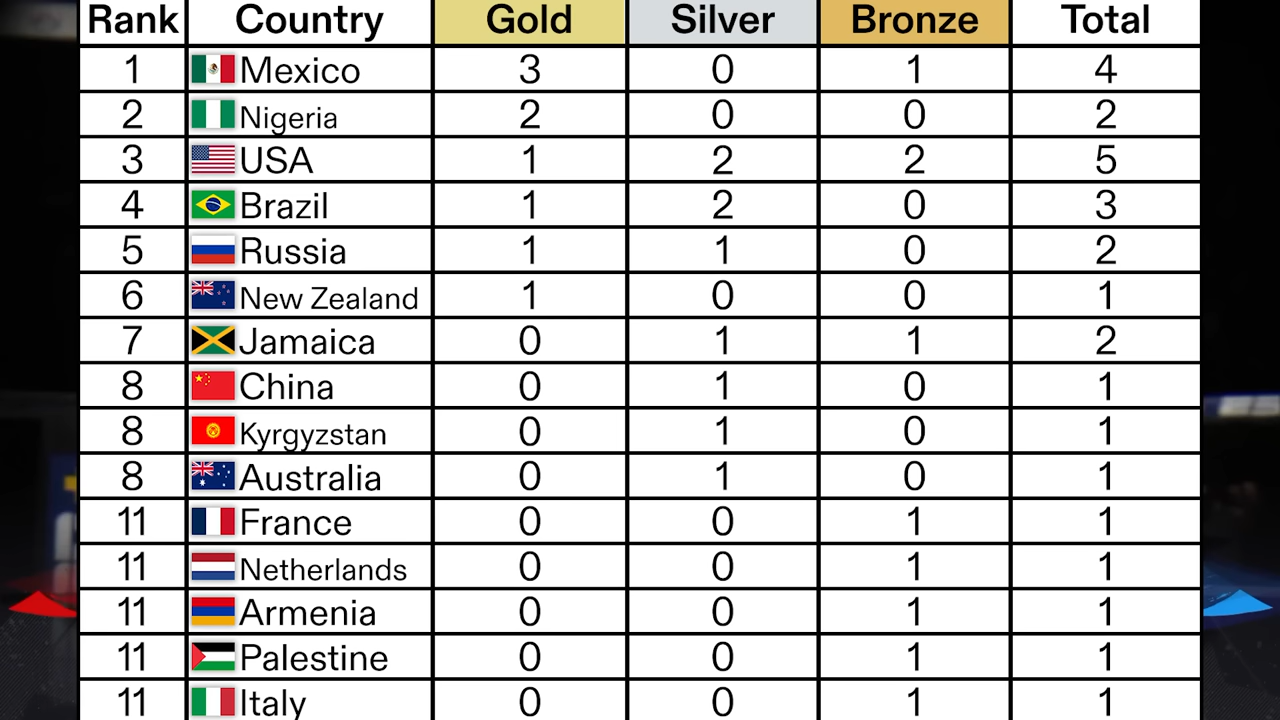 Rank Country Gold Silver Bronze Total
1 Mexico 3 0 1 4
2 Nigeria 2 0 0 2
3 USA 1 2 2 5
4 Brazil 1 2 0 3
5 Russia 1 1 0 2
6 New Zealand 1 0 0 1
7 Jamaica 0 1 1 2
8 China 0 1 0 1
8 Kyrgyzstan 0 1 0 1
8 Australia 0 1 0 1
11 France 0 0 1 1
11 Netherlands 0 0 1 1
11 Armenia 0 0 1 1
11 Palestine 0 0 1 1
11 Italy 0 0 1 1